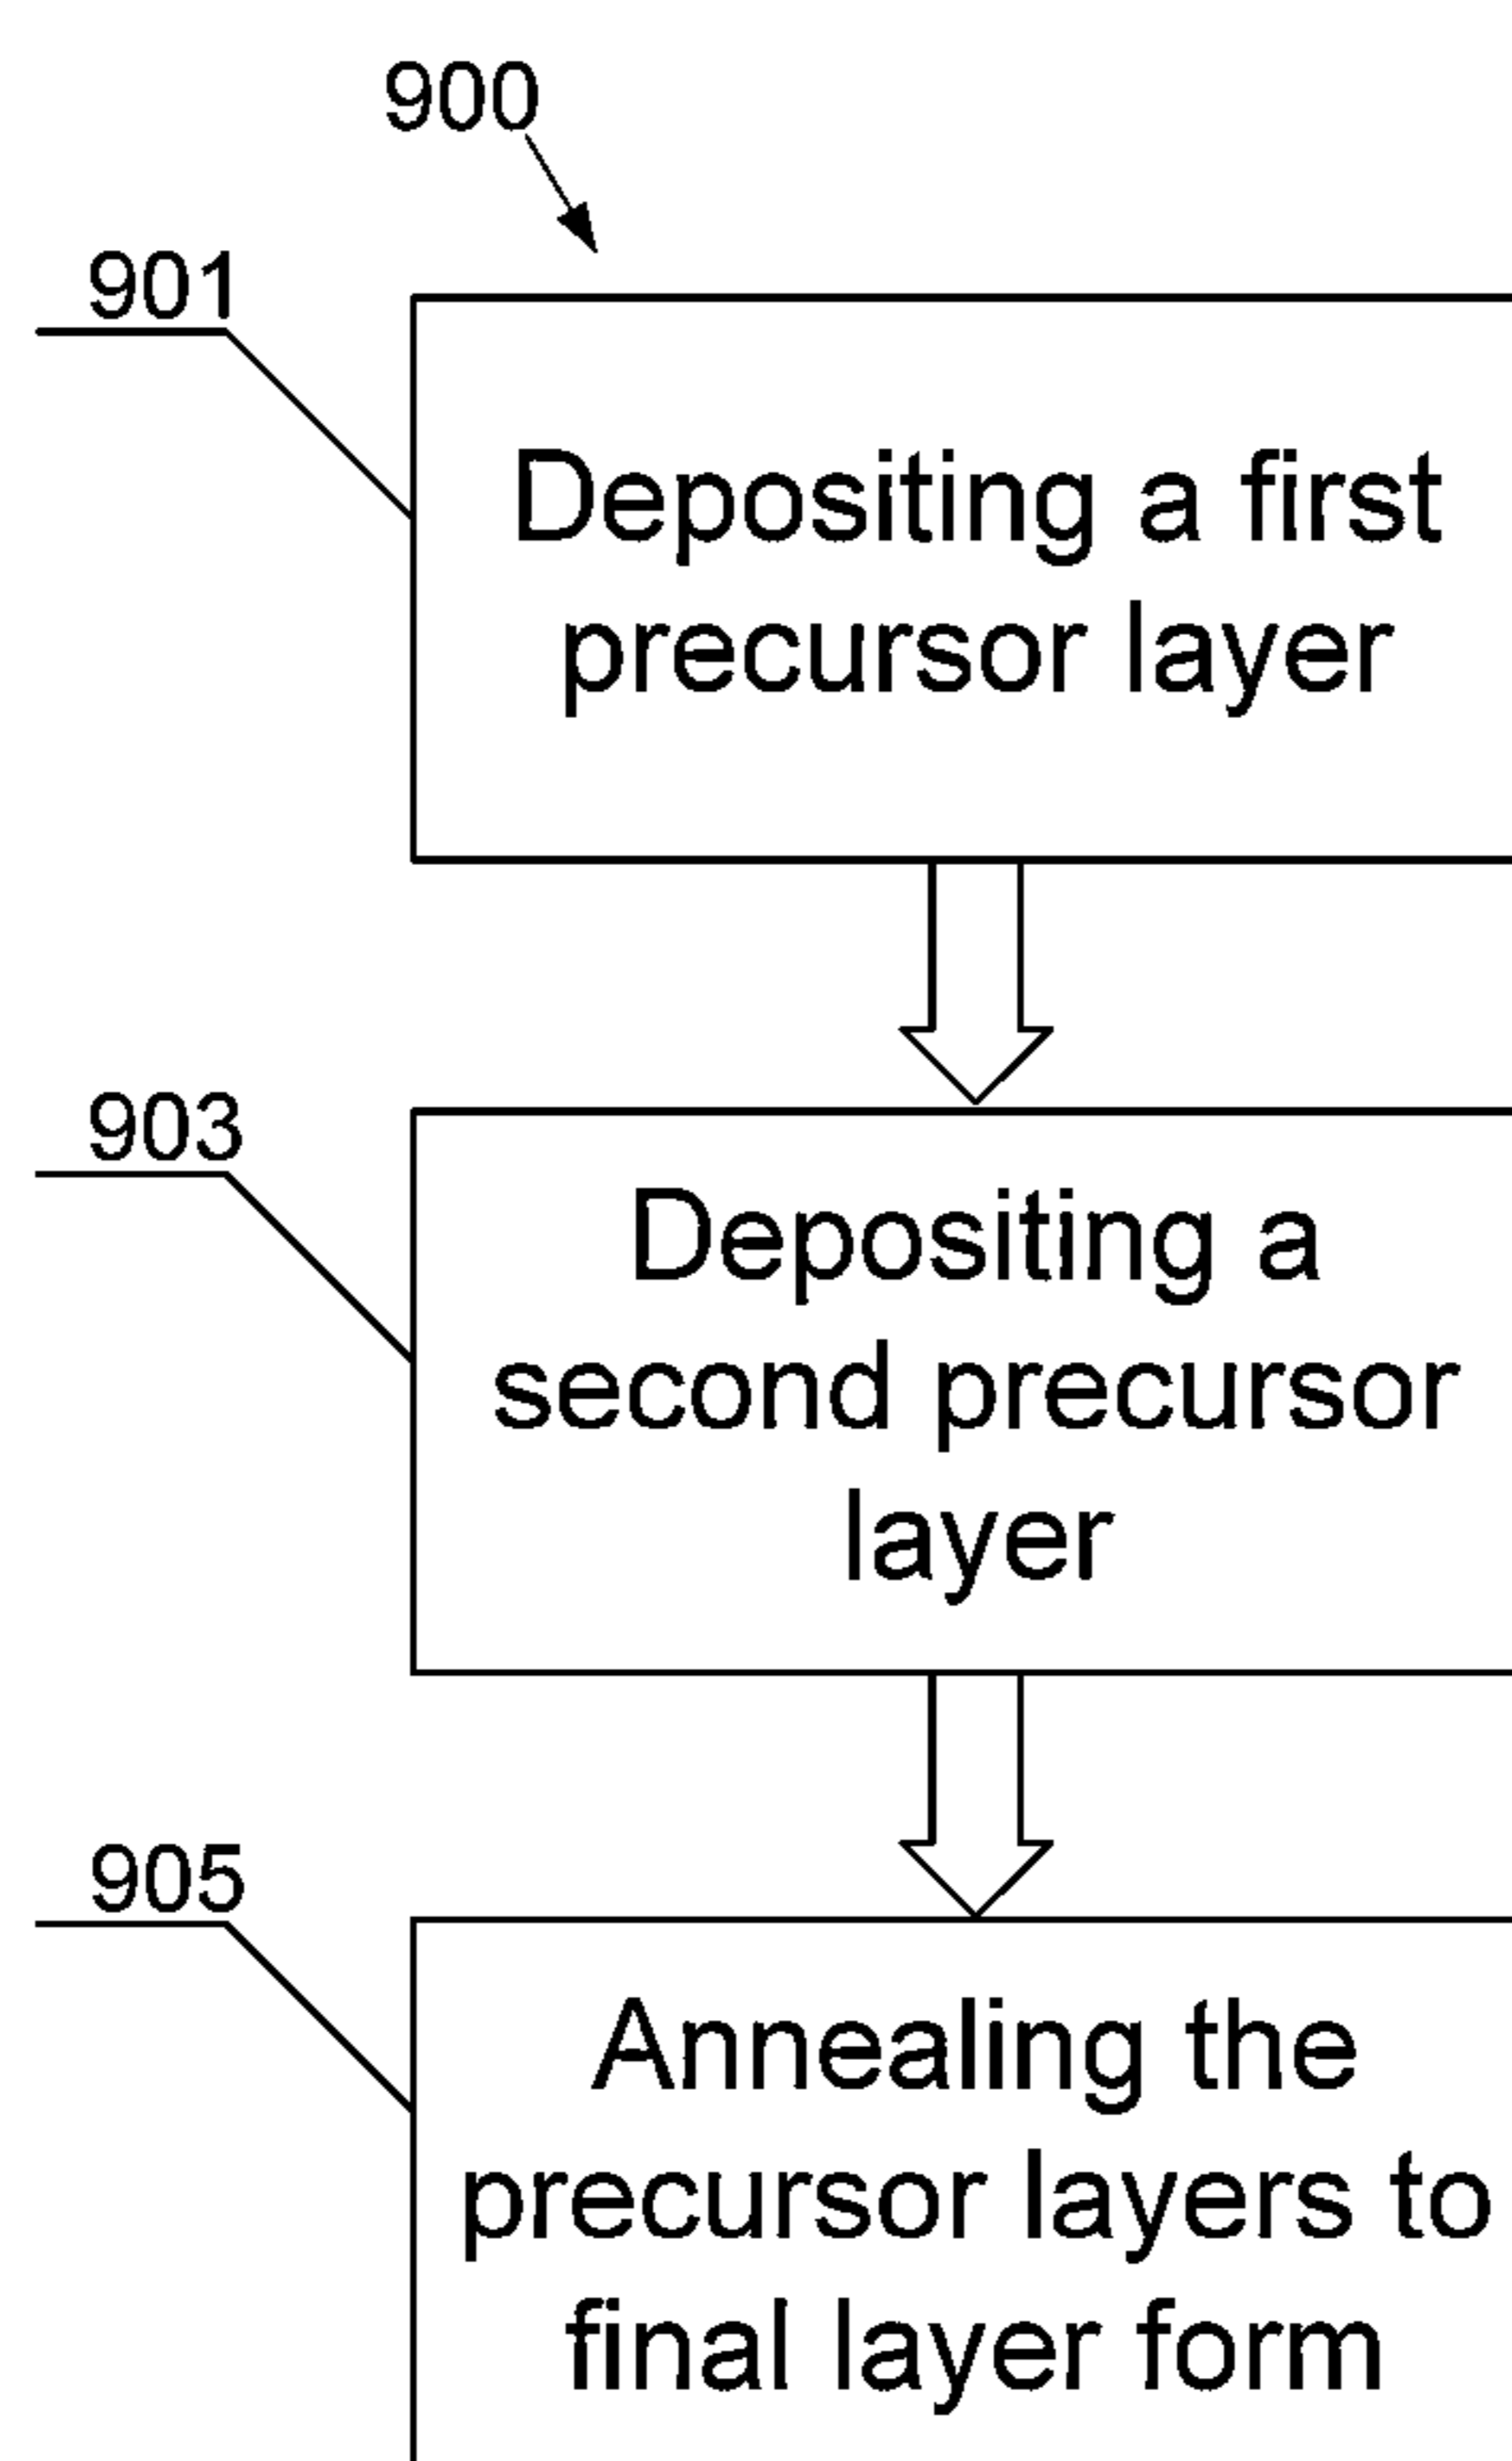 900
901
Depositing a first
precursor layer
903
Depositing a
second precursor
layer
905
Annealing the
precursor layers to
final layer form